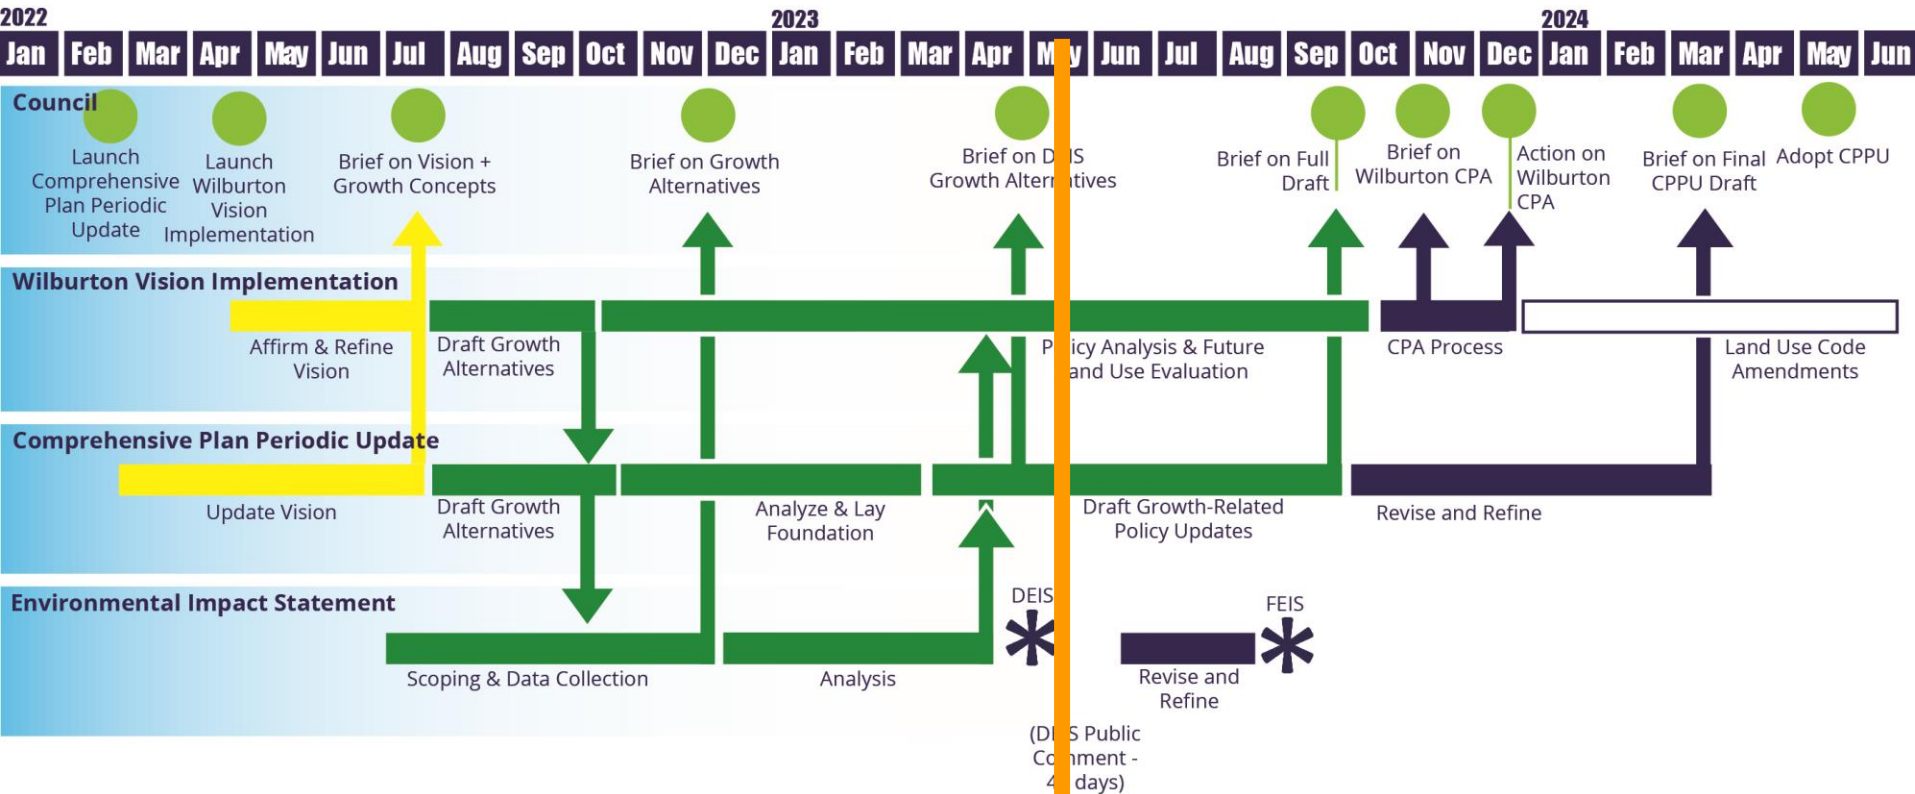 2022
2023
2024
Jan Feb Mar Apr May Jun Jul Aug Sep Oct Nov Dec Jan Feb Mar Apr Jun Jul Aug Sep Oct Nov Dec Jan Feb Mar Apr May Jun
Council
Launch
Comprehensive
Plan Periodic
Update
Launch
Wilburton
Vision
Implementation
Brief on Vision +
Growth Concepts
Brief on Growth
Alternatives
Brief on
Growth
Brief on Full
Draft
Brief on
Wilburton CPA
Action on
Wilburton
CPA
Brief on Final
CPPU Draft
Adopt CPPU
Wilburton Vision Implementation
Affirm & Refine
Vision
Draft Growth
Alternatives
Analysis & Future
Use Evaluation
CPA Process
Land Use Code
Amendments
Comprehensive Plan Periodic Update
Update Vision
Draft Growth
Alternatives
Analyze & Lay
Foundation
Draft Growth-Related
Policy Updates
Revise and Refine
Environmental Impact Statement
Scoping & Data Collection
Analysis
DEIS
Revise and
Refine
FEIS
Public
-
days)